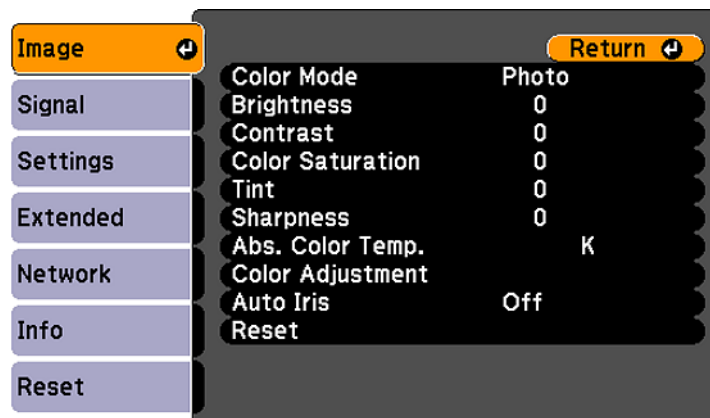 Image
Signal
Settings
Extended
Network
Info
Reset
Return
Color Mode Photo
Brightness 0
Contrast 0
Color Saturation 0
Tint 0
Sharpness 0
Abs. Color Temp. K
Color Adjustment
Auto Iris Off
Reset